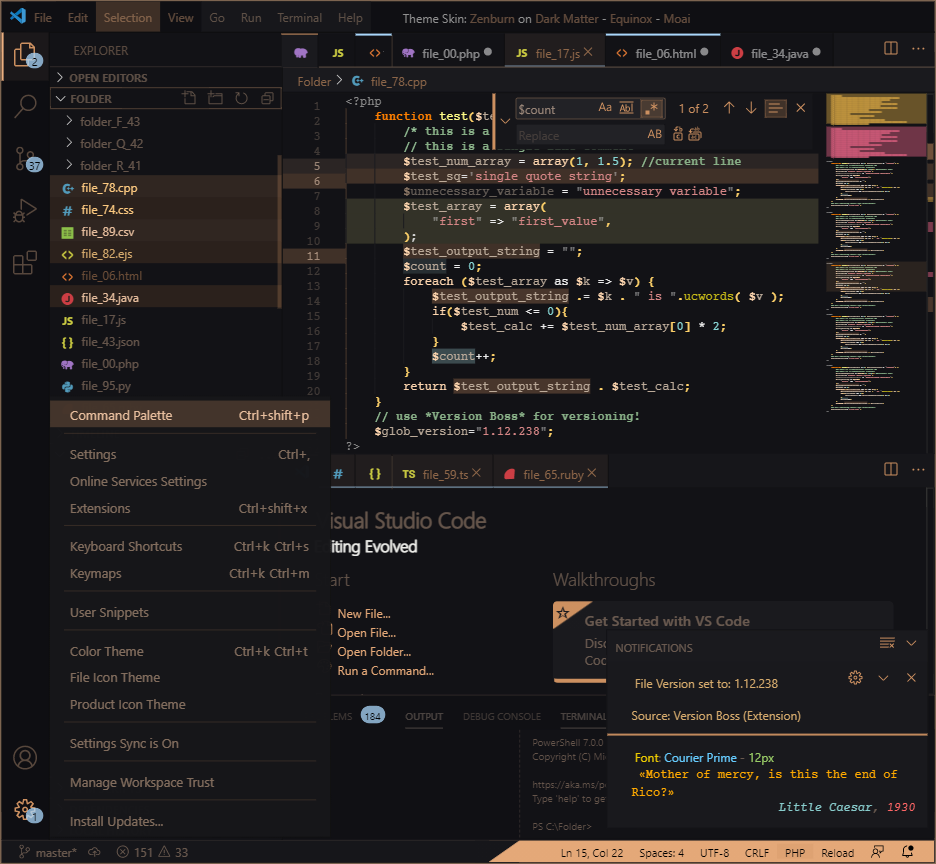 File Edit Selection View Go Run Terminal Help Theme Skin: Zenburn on Dark Matter - Equinox - Moai
EXPLORER
2
OPEN EDITORS
FOLDER
folder_F_43
folder_Q_42
folder_R_41
37
file_78.cpp
file_74.css
file_89.csv
file_82.ejs
file_06.html
file_34.java
file_17.js
file_43.json
file_00.php
file_95.py
JS <> file_00.php JS file_17.js <> file_06.html file_34.java
Folder > file_78.cpp
$count Aa Abl .* 1 of 2
Replace AB
1 <?php
2 function test($te
3 /* this is a
4 // this is a
5 $test_num_array = array(1, 1.5); //current line
6 $test_sq='single quote string';
7 $unnecessary_variable = "unnecessary variable";
8 $test_array = array(
9 "first" => "first_value",
10 );
11 $test_output_string = "";
12 $count = 0;
13 foreach ($test_array as $k => $v) {
14 $test_output_string .= $k . " is ".ucwords( $v );
15 if($test_num <= 0){
16 $test_calc += $test_num_array[0] * 2;
17 }
18 $count++;
19 }
20 return $test_output_string . $test_calc;
}
// use *Version Boss* for versioning!
$glob_version="1.12.238";
?>
Command Palette Ctrl+shift+p
Settings Ctrl+,
Online Services Settings
Extensions Ctrl+shift+x
Keyboard Shortcuts Ctrl+k Ctrl+s
Keymaps Ctrl+k Ctrl+m
User Snippets
Color Theme Ctrl+k Ctrl+t
File Icon Theme
Product Icon Theme
Settings Sync is On
Manage Workspace Trust
Install Updates...
1
# {} TS file_59.ts file_65.ruby
isual Studio Code
iting Evolved
art
New File...
Open File...
Open Folder...
Run a Command...
Walkthroughs
Get Started with VS Code
Disc
Coc
LEMS 184 OUTPUT DEBUG CONSOLE TERMINAL
PowerShell 7.0.0
Copyright (C) Mi
https://aka.ms/p
Type 'help' to ge
PS C:\Folder>
NOTIFICATIONS
File Version set to: 1.12.238
Source: Version Boss (Extension)
Font: Courier Prime - 12px
«Mother of mercy, is this the end of
Rico?»
Little Caesar, 1930
master* 151 33 Ln 15, Col 22 Spaces: 4 UTF-8 CRLF PHP Reload